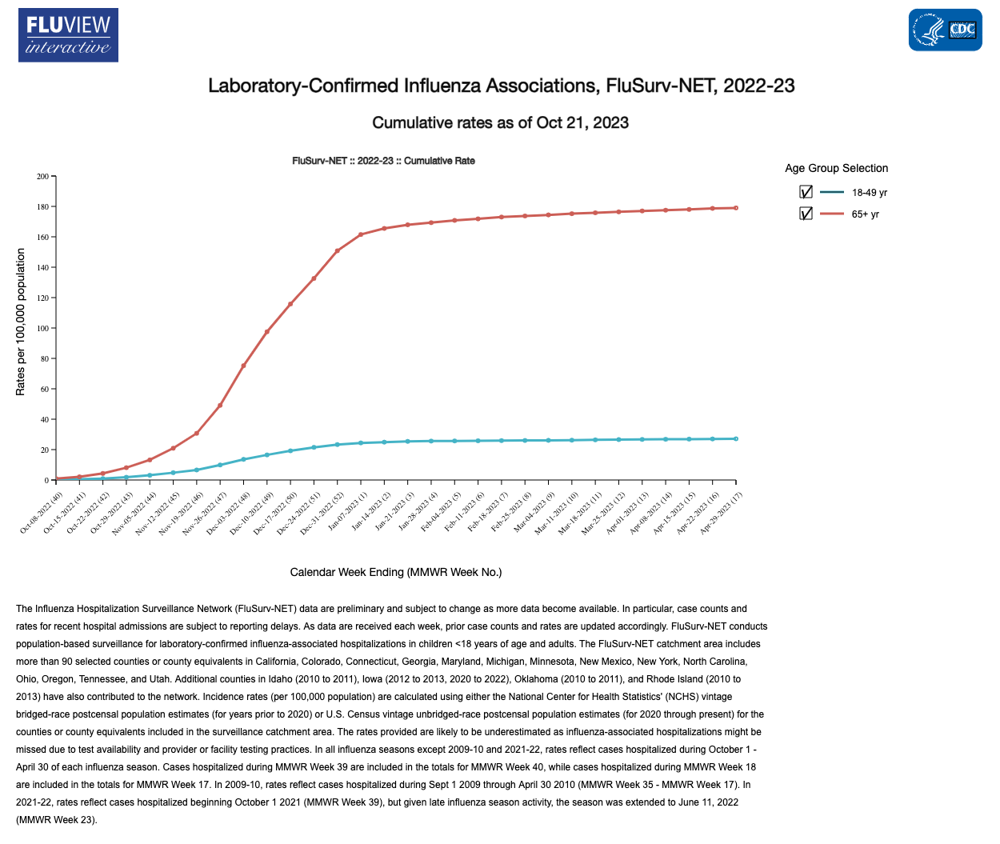 FLUVIEW
interactive
CDC
Laboratory-Confirmed Influenza Associations, FluSurv-NET, 2022-23
Cumulative rates as of Oct 21, 2023
FluSurv-NET :: 2022-23 :: Cumulative Rate
Age Group Selection
18-49 yr
65+ yr
Rates per 100,000 population
200
180
160
140
120
100
80
60
40
20
0
Oct-08-2022 (40)
Oct-15-2022 (41)
Oct-22-2022 (42)
Oct-29-2022 (43)
Nov-05-2022 (44)
Nov-12-2022 (45)
Nov-19-2022 (46)
Nov-26-2022 (47)
Dec-03-2022 (48)
Dec-10-2022 (49)
Dec-17-2022 (50)
Dec-24-2022 (51)
Dec-31-2022 (52)
Jan-07-2023 (1)
Jan-14-2023 (2)
Jan-21-2023 (3)
Jan-28-2023 (4)
Feb-04-2023 (5)
Feb-11-2023 (6)
Feb-18-2023 (7)
Feb-25-2023 (8)
Mar-04-2023 (9)
Mar-11-2023 (10)
Mar-18-2023 (11)
Mar-25-2023 (12)
Apr-01-2023 (13)
Apr-08-2023 (14)
Apr-15-2023 (15)
Apr-22-2023 (16)
Apr-29-2023 (17)
Calendar Week Ending (MMWR Week No.)
The Influenza Hospitalization Surveillance Network (FluSurv-NET) data are preliminary and subject to change as more data become available. In particular, case counts and
rates for recent hospital admissions are subject to reporting delays. As data are received each week, prior case counts and rates are updated accordingly. FluSurv-NET conducts
population-based surveillance for laboratory-confirmed influenza-associated hospitalizations in children <18 years of age and adults. The FluSurv-NET catchment area includes
more than 90 selected counties or county equivalents in California, Colorado, Connecticut, Georgia, Maryland, Michigan, Minnesota, New Mexico, New York, North Carolina,
Ohio, Oregon, Tennessee, and Utah. Additional counties in Idaho (2010 to 2011), Iowa (2012 to 2013, 2020 to 2022), Oklahoma (2010 to 2011), and Rhode Island (2010 to
2013) have also contributed to the network. Incidence rates (per 100,000 population) are calculated using either the National Center for Health Statistics' (NCHS) vintage
bridged-race postcensal population estimates (for years prior to 2020) or U.S. Census vintage unbridged-race postcensal population estimates (for 2020 through present) for the
counties or county equivalents included in the surveillance catchment area. The rates provided are likely to be underestimated as influenza-associated hospitalizations might be
missed due to test availability and provider or facility testing practices. In all influenza seasons except 2009-10 and 2021-22, rates reflect cases hospitalized during October 1 -
April 30 of each influenza season. Cases hospitalized during MMWR Week 39 are included in the totals for MMWR Week 40, while cases hospitalized during MMWR Week 18
are included in the totals for MMWR Week 17. In 2009-10, rates reflect cases hospitalized during Sept 1 2009 through April 30 2010 (MMWR Week 35 - MMWR Week 17). In
2021-22, rates reflect cases hospitalized beginning October 1 2021 (MMWR Week 39), but given late influenza season activity, the season was extended to June 11, 2022
(MMWR Week 23).